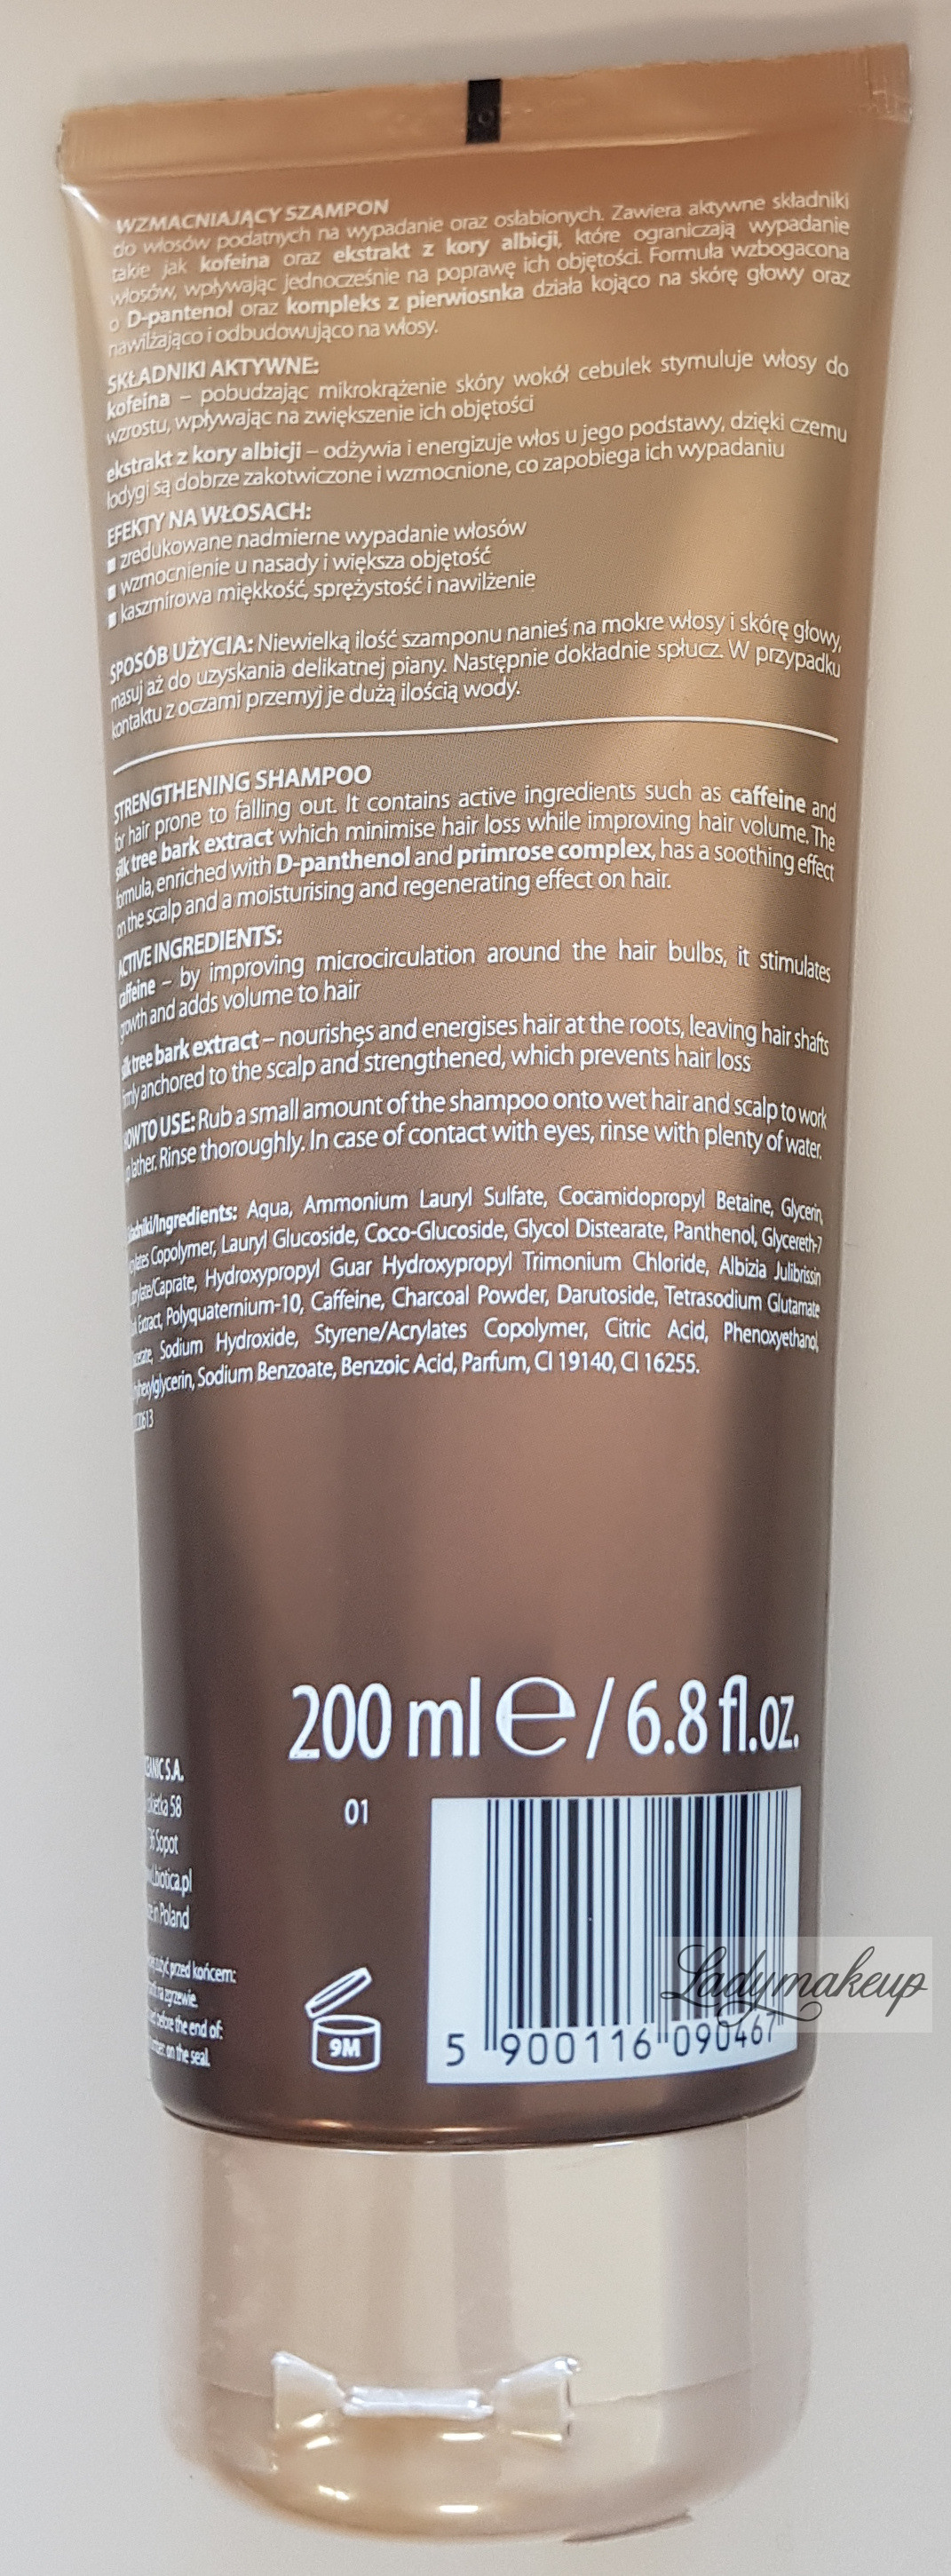 WZMACNIAJĄCY SZAMPON
do włosów podatnych na wypadanie oraz osłabionych. Zawiera aktywne składniki
takie jak kofeina oraz ekstrakt z kory albicji, które ograniczają wypadanie
włosów, wpływając jednocześnie na poprawę ich objętości. Formuła wzbogacona
o D-pantenol oraz kompleks z pierwiosnka działa kojąco na skórę głowy oraz
nawilżająco i odbudowująco na włosy.
SKŁADNIKI AKTYWNE:
kofeina – pobudzając mikrokrążenie skóry wokół cebulek stymuluje włosy do
wzrostu, wpływając na zwiększenie ich objętości
ekstrakt z kory albicji – odżywia i energizuje włos u jego podstawy, dzięki czemu
łodygi są dobrze zakotwiczone i wzmocnione, co zapobiega ich wypadaniu
EFEKTY NA WŁOSACH:
■ zredukowane nadmierne wypadanie włosów
■ wzmocnienie u nasady i większa objętość
■ kaszmirowa miękkość, sprężystość i nawilżenie
SPOSÓB UŻYCIA: Niewielką ilość szamponu nanieś na mokre włosy i skórę głowy,
masuj aż do uzyskania delikatnej piany. Następnie dokładnie spłucz. W przypadku
kontaktu z oczami przemyj je dużą ilością wody.
STRENGTHENING SHAMPOO
for hair prone to falling out. It contains active ingredients such as caffeine and
silk tree bark extract which minimise hair loss while improving hair volume. The
formula, enriched with D-panthenol and primrose complex, has a soothing effect
on the scalp and a moisturising and regenerating effect on hair.
ACTIVE INGREDIENTS:
caffeine – by improving microcirculation around the hair bulbs, it stimulates
growth and adds volume to hair
silk tree bark extract – nourishes and energises hair at the roots, leaving hair shafts
firmly anchored to the scalp and strengthened, which prevents hair loss
HOW TO USE: Rub a small amount of the shampoo onto wet hair and scalp to work
lather. Rinse thoroughly. In case of contact with eyes, rinse with plenty of water.
/Ingredients: Aqua, Ammonium Lauryl Sulfate, Cocamidopropyl Betaine, Glycerin,
Copolymer, Lauryl Glucoside, Coco-Glucoside, Glycol Distearate, Panthenol, Glycereth-7
/Caprate, Hydroxypropyl Guar Hydroxypropyl Trimonium Chloride, Albizia Julibrissin
Extract, Polyquaternium-10, Caffeine, Charcoal Powder, Darutoside, Tetrasodium Glutamate
Sodium Hydroxide, Styrene/Acrylates Copolymer, Citric Acid, Phenoxyethanol,
Sodium Benzoate, Benzoic Acid, Parfum, CI 19140, CI 16255.
200 ml ℮ / 6.8 fl.oz.
S.A.
58
Sopot
01
in Poland
przed końcem:
before the end of:
on the seal.
9M
5 900116 090467
Ladymakeup